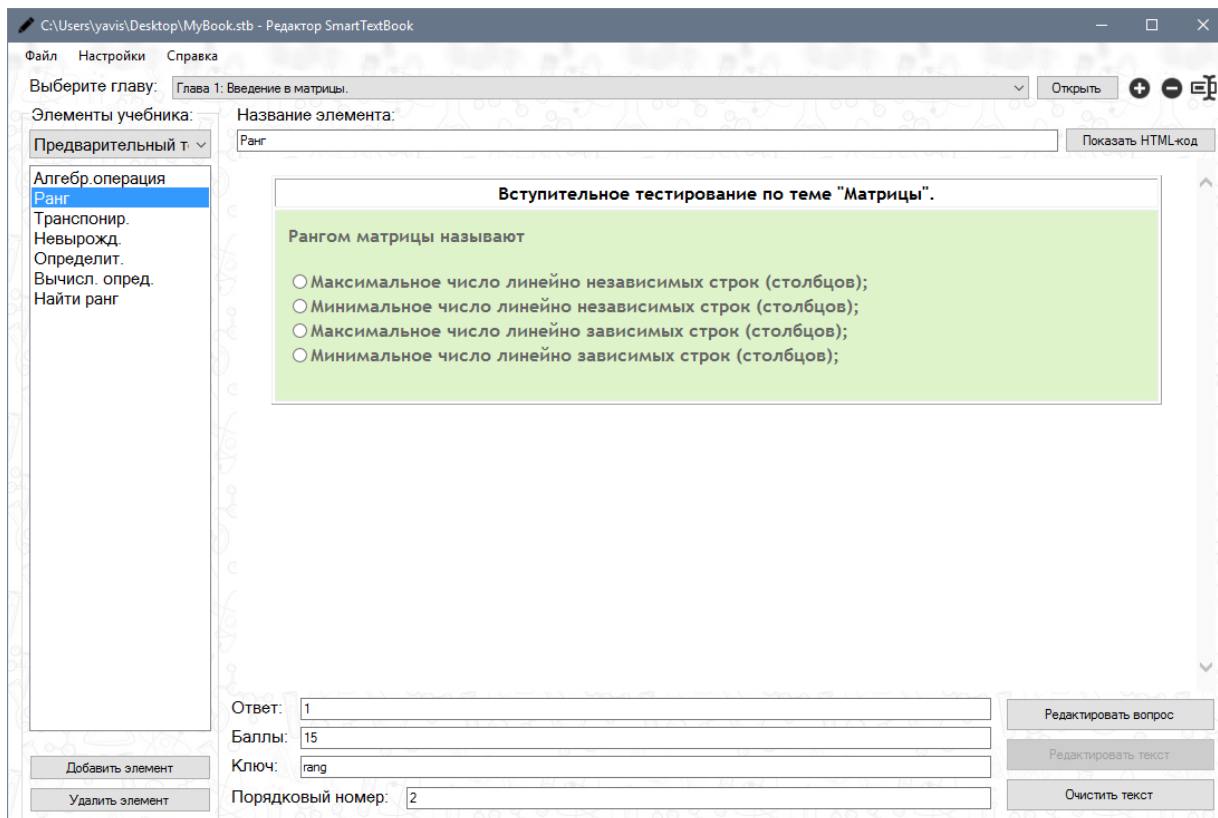 C:\Users\yavis\Desktop\MyBook.stb - Редактор SmartTextBook
Файл Настройки Справка
Выберите главу: Глава 1: Введение в матрицы. Открыть
Элементы учебника: Название элемента:
Предварительный т Ранг Показать HTML-код
Алгебр.операция
Ранг
Транспонир.
Невырожд.
Определит.
Вычисл. опред.
Найти ранг
Вступительное тестирование по теме "Матрицы".
Рангом матрицы называют
Максимальное число линейно независимых строк (столбцов);
Минимальное число линейно независимых строк (столбцов);
Максимальное число линейно зависимых строк (столбцов);
Минимальное число линейно зависимых строк (столбцов);
Ответ: 1
Баллы: 15
Ключ: rang
Порядковый номер: 2
Редактировать вопрос
Редактировать текст
Очистить текст
Добавить элемент
Удалить элемент